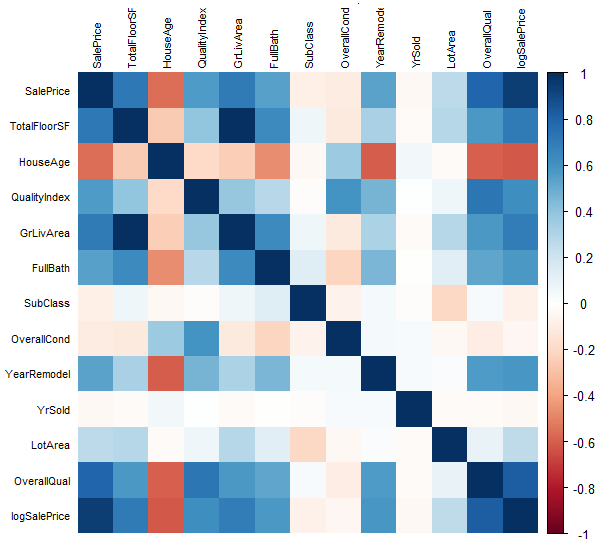 SalePrice
TotalFloorSF
HouseAge
QualityIndex
GrLivArea
FullBath
SubClass
OverallCond
YearRemodel
YrSold
LotArea
OverallQual
logSalePrice
SalePrice
TotalFloorSF
HouseAge
QualityIndex
GrLivArea
FullBath
SubClass
OverallCond
YearRemodel
YrSold
LotArea
OverallQual
logSalePrice
1
0.8
0.6
0.4
0.2
0
-0.2
-0.4
-0.6
-0.8
-1